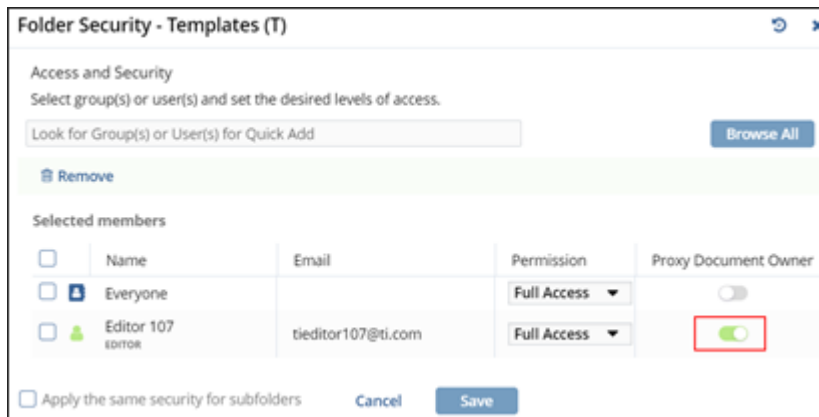 Folder Security - Templates (T)
Access and Security
Select group(s) or user(s) and set the desired levels of access.
Look for Group(s) or User(s) for Quick Add
Browse All
Remove
Selected members
Name Email Permission Proxy Document Owner
Everyone Full Access
Editor 107 tieditor107@ti.com Full Access
EDITOR
Apply the same security for subfolders Cancel Save